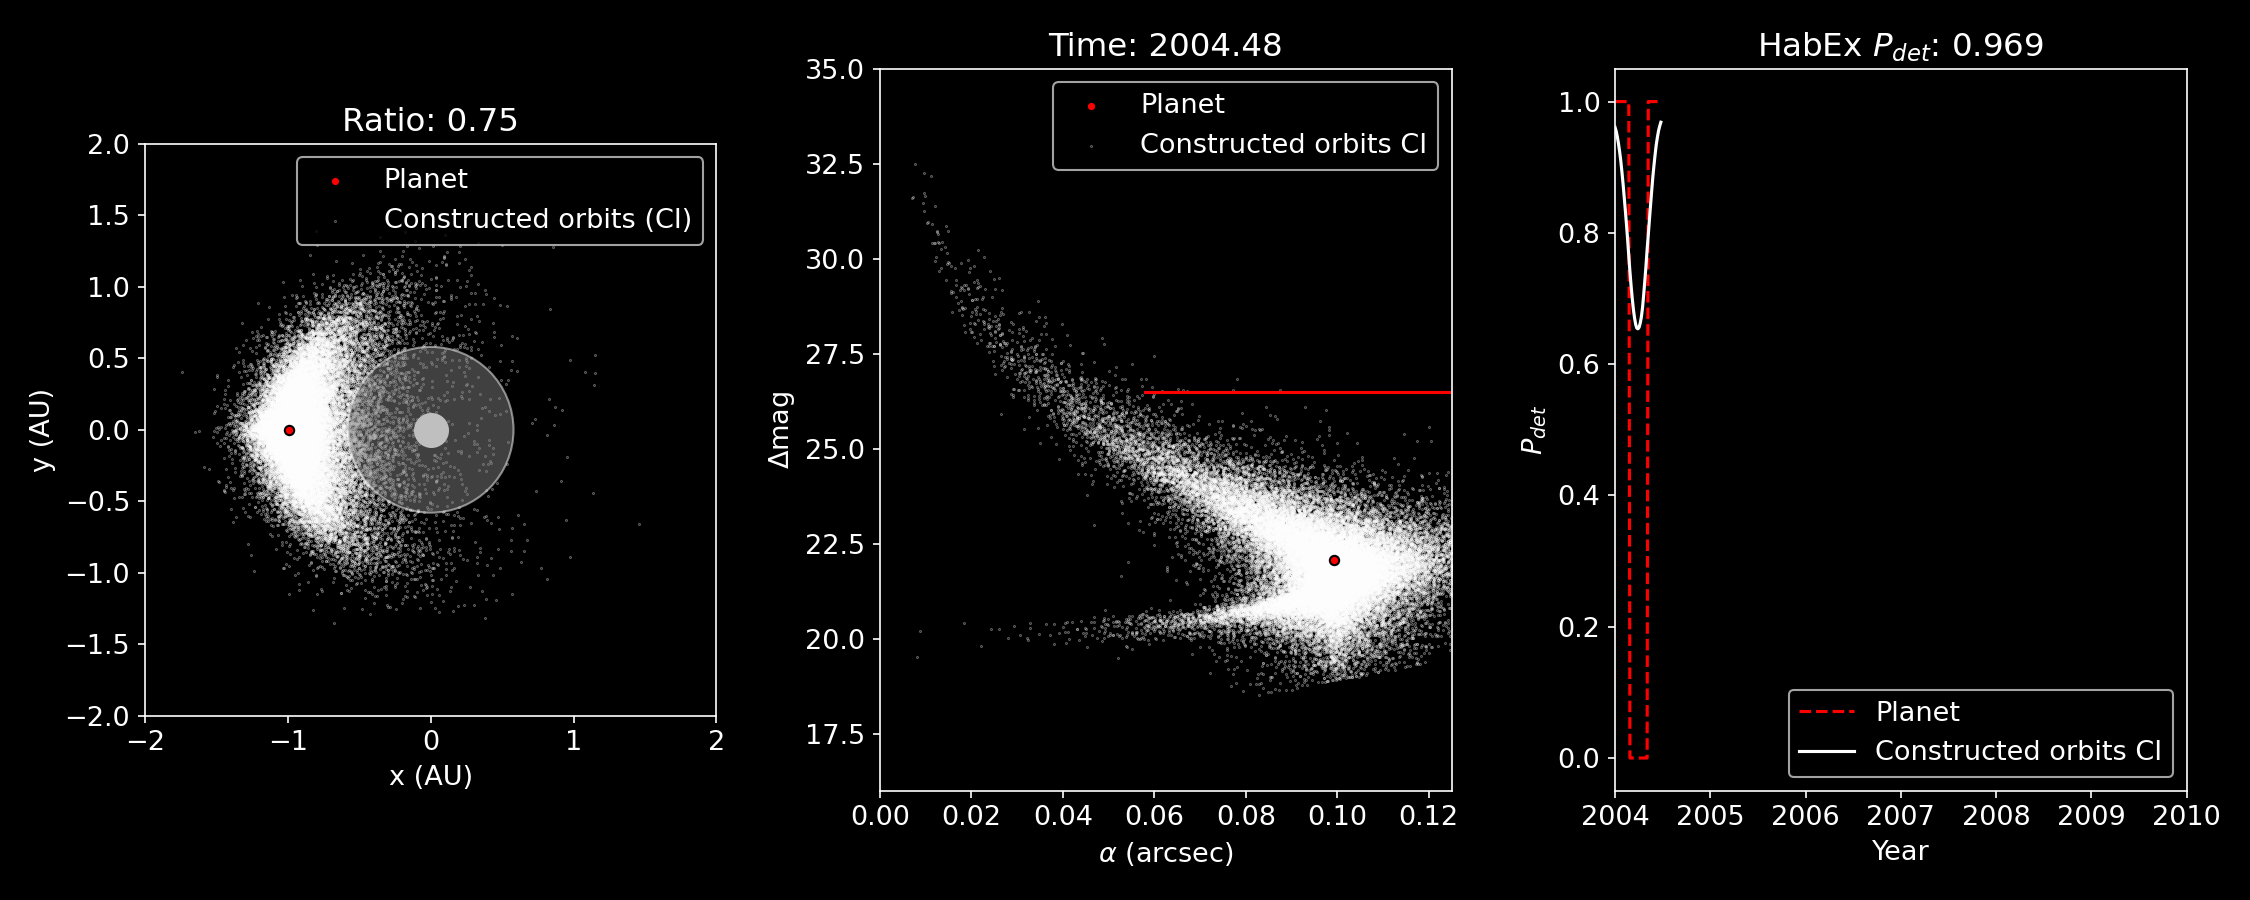 Ratio: 0.75
Planet
Constructed orbits (CI)
2.0
1.5
1.0
0.5
0.0
−0.5
−1.0
−1.5
−2.0
−2
−1
0
1
2
x (AU)
y (AU)
Time: 2004.48
Planet
Constructed orbits CI
35.0
32.5
30.0
27.5
25.0
22.5
20.0
17.5
0.00
0.02
0.04
0.06
0.08
0.10
0.12
α (arcsec)
Δmag
HabEx P_det: 0.969
1.0
0.8
0.6
0.4
0.2
0.0
Planet
Constructed orbits CI
2004
2005
2006
2007
2008
2009
2010
Year
P_det